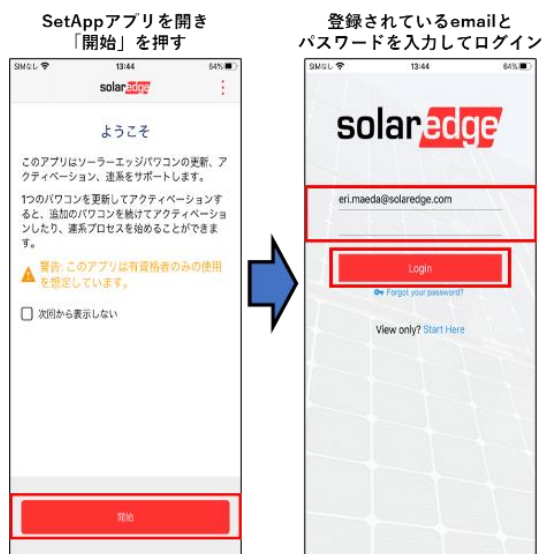 SetAppアプリを開き
「開始」を押す
SIMなし 13:44 64%
solaredge
ようこそ
このアプリはソーラーエッジパワコンの更新、ア
クティベーション、連系をサポートします。
1つのパワコンを更新してアクティベーションす
ると、追加のパワコンを続けてアクティベーショ
ンしたり、連系プロセスを始めることができま
す。
警告: このアプリは有資格者のみの使用
を想定しています。
次回から表示しない
開始
登録されているemailと
パスワードを入力してログイン
SIMなし 13:44 64%
solaredge
eri.maeda@solaredge.com
Login
Forgot your password?
View only? Start Here